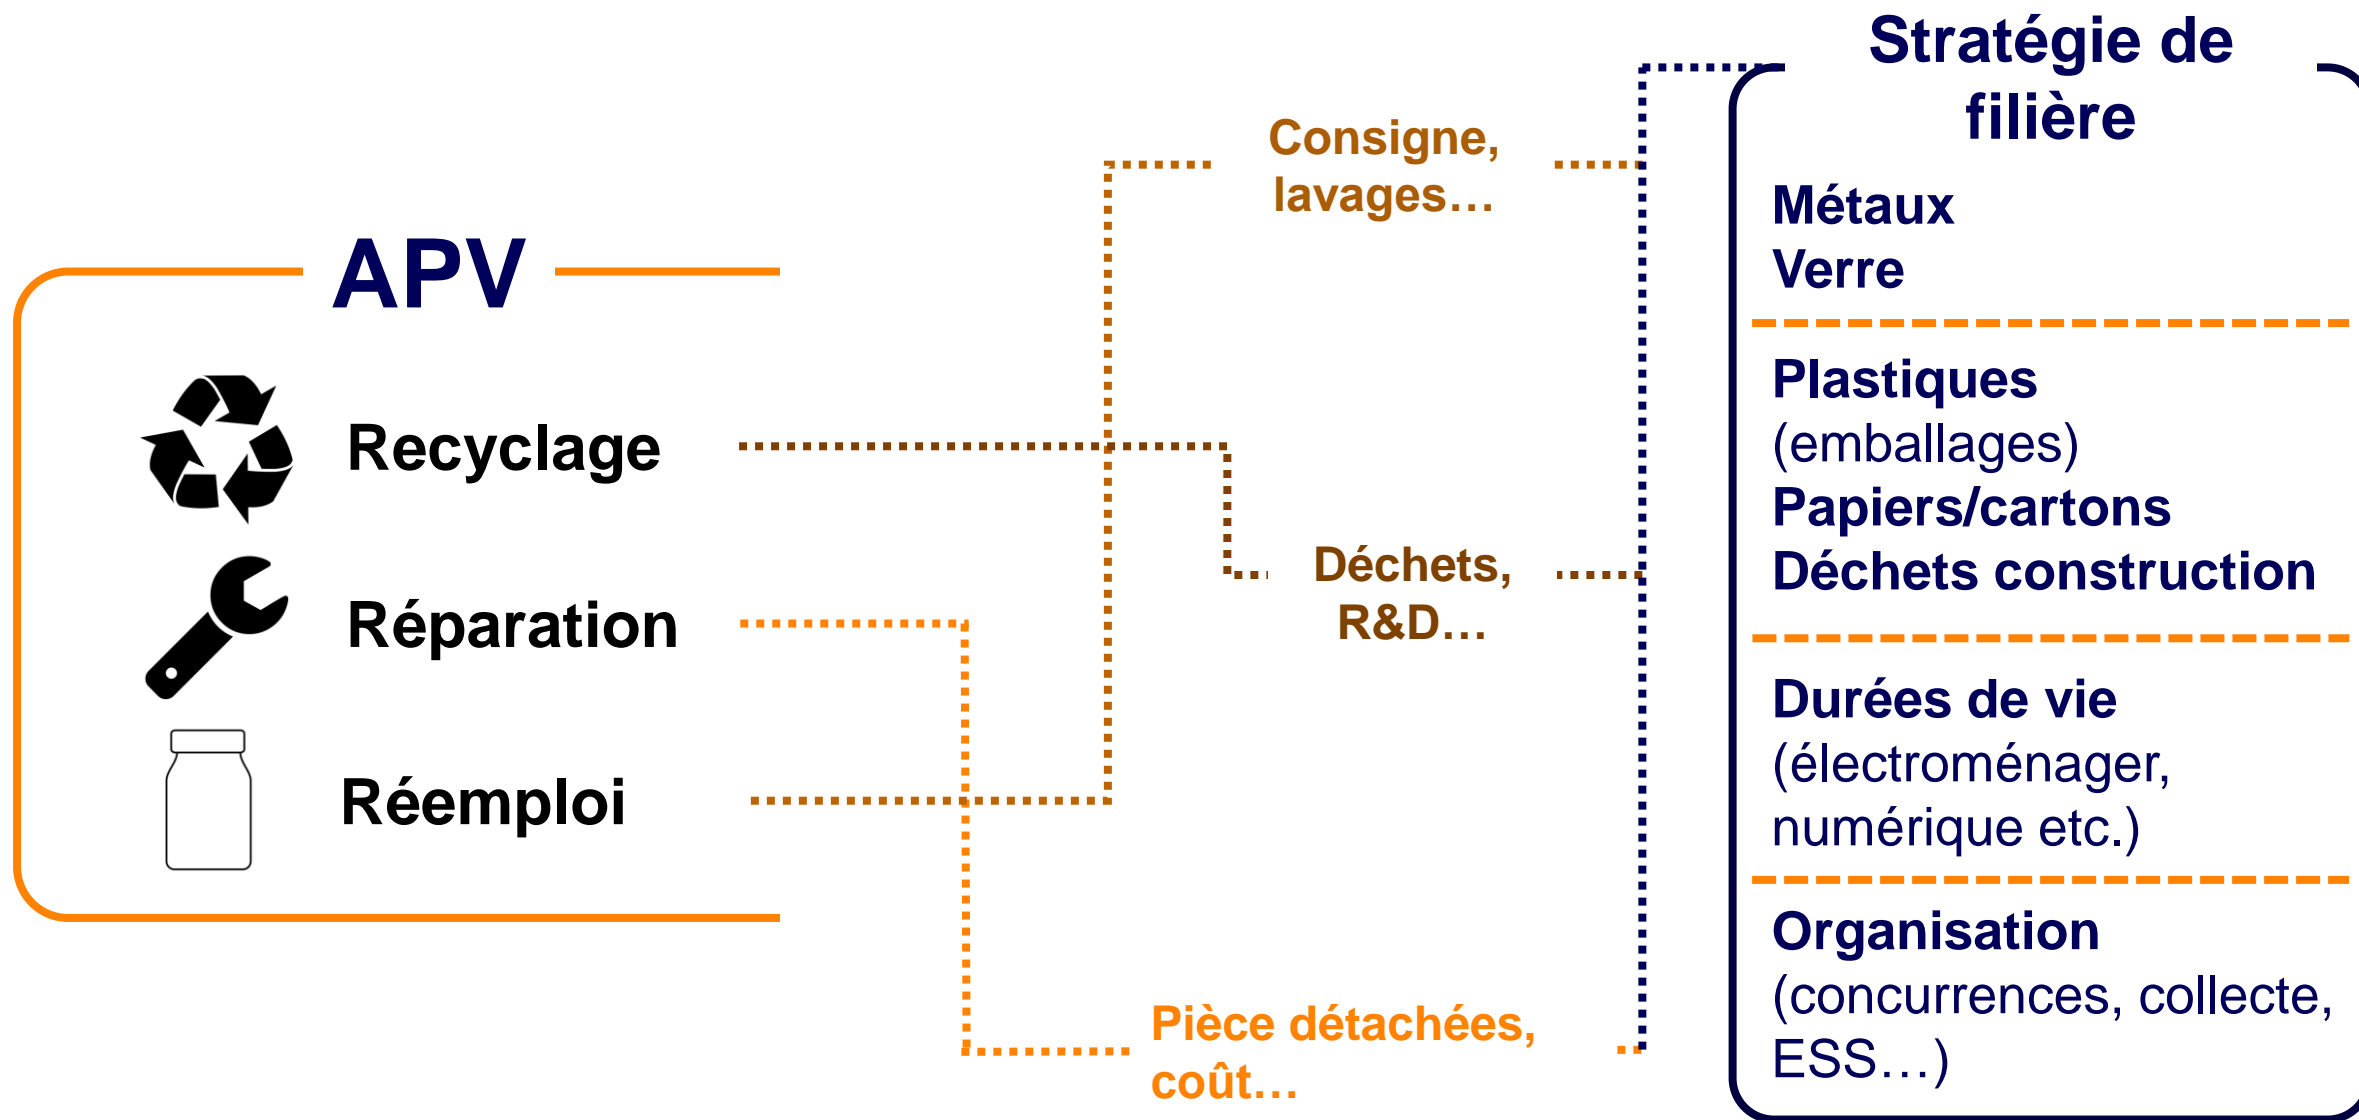 APV
Recyclage
Réparation
Réemploi
Consigne,
lavages…
Déchets,
R&D…
Pièce détachées,
coût…
Stratégie de
filière
Métaux
Verre
Plastiques
(emballages)
Papiers/cartons
Déchets construction
Durées de vie
(électroménager,
numérique etc.)
Organisation
(concurrences, collecte,
ESS…)